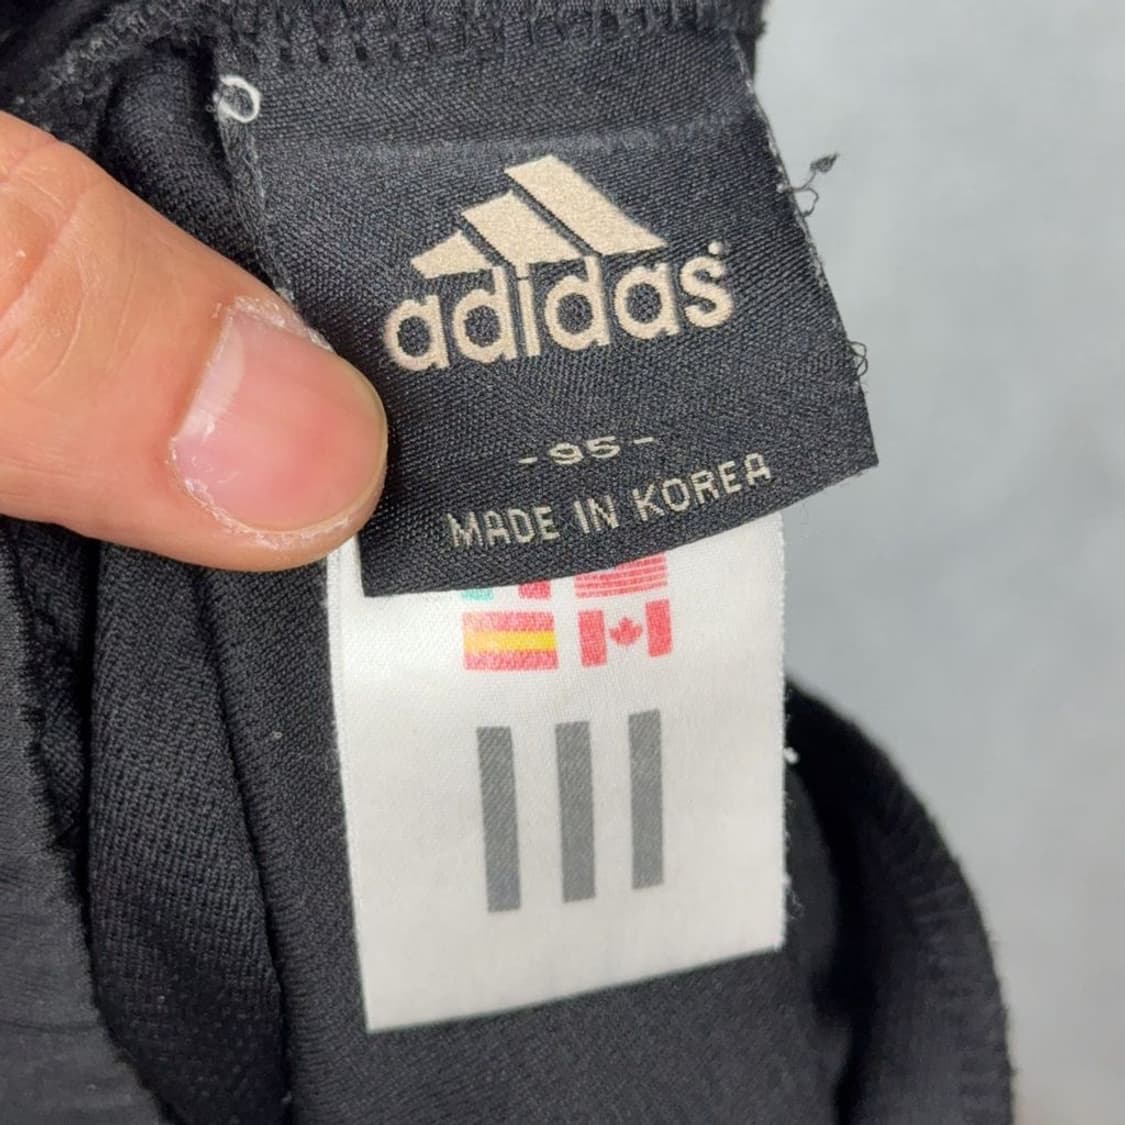 adidas
-95-
MADE IN KOREA